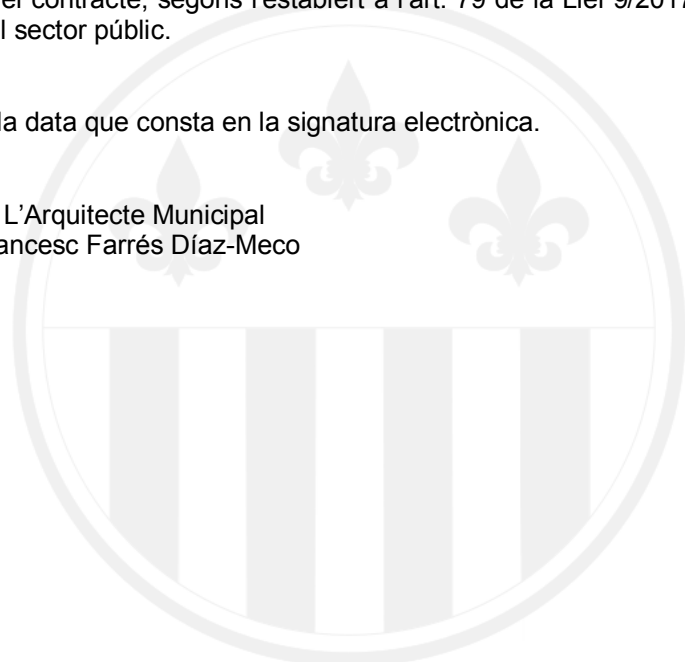 el contracte, segons l'establert a l'art. 79 de la Llei 9/2017
l sector públic.
la data que consta en la signatura electrònica.
L’Arquitecte Municipal
ancesc Farrés Díaz-Meco